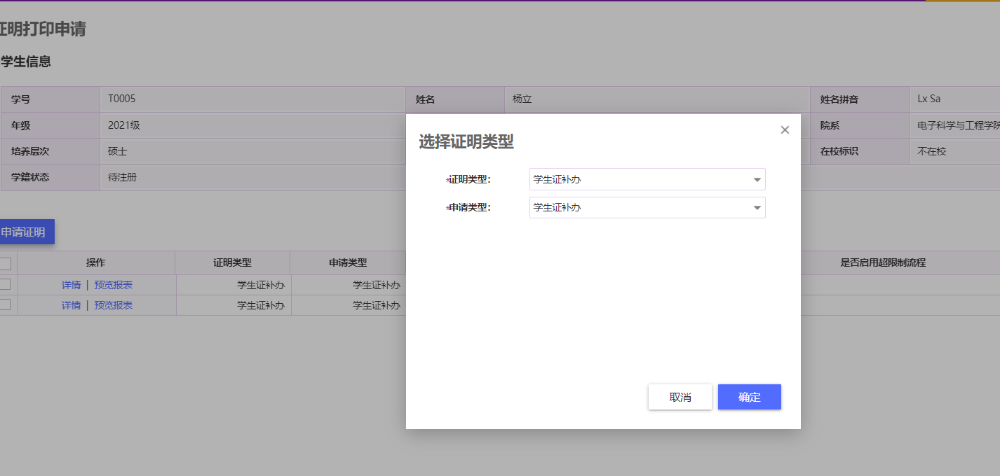 证明打印申请
学生信息
学号 T0005 姓名 杨立 姓名拼音 Lx Sa
年级 2021级 院系 电子科学与工程学院
培养层次 硕士 在校标识 不在校
学籍状态 待注册
选择证明类型
*证明类型: 学生证补办
*申请类型: 学生证补办
取消 确定
申请证明
操作 证明类型 申请类型 是否启用超限制流程
详情 | 预览报表 学生证补办 学生证补办
详情 | 预览报表 学生证补办 学生证补办